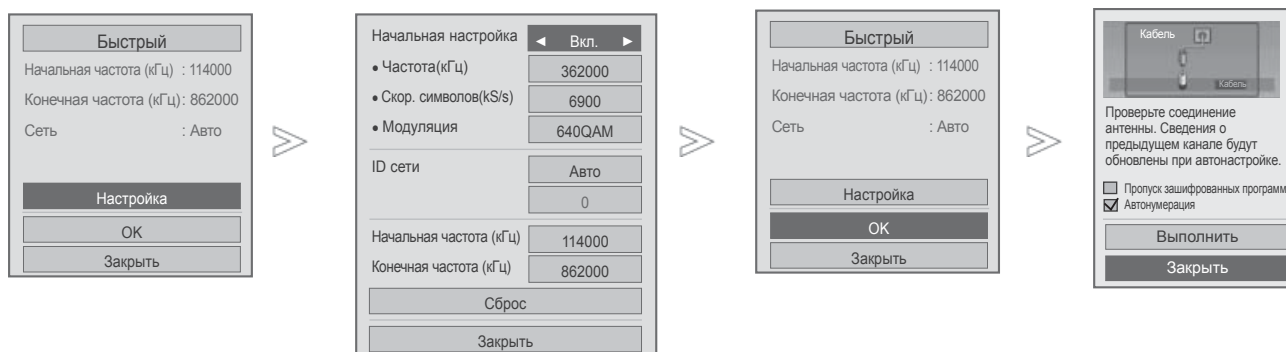 Быстрый
Начальная частота (кГц) : 114000
Конечная частота (кГц) : 862000
Сеть : Авто
Настройка
OK
Закрыть
Начальная настройка ◄ Вкл. ►
• Частота(кГц) 362000
• Скор. символов(kS/s) 6900
• Модуляция 640QAM
ID сети Авто
0
Начальная частота (кГц) 114000
Конечная частота (кГц) 862000
Сброс
Закрыть
Быстрый
Начальная частота (кГц) : 114000
Конечная частота (кГц) : 862000
Сеть : Авто
Настройка
OK
Закрыть
Кабель
Кабель
Проверьте соединение
антенны. Сведения о
предыдущем канале будут
обновлены при автонастройке.
Пропуск зашифрованных программ
Автонумерация
Выполнить
Закрыть